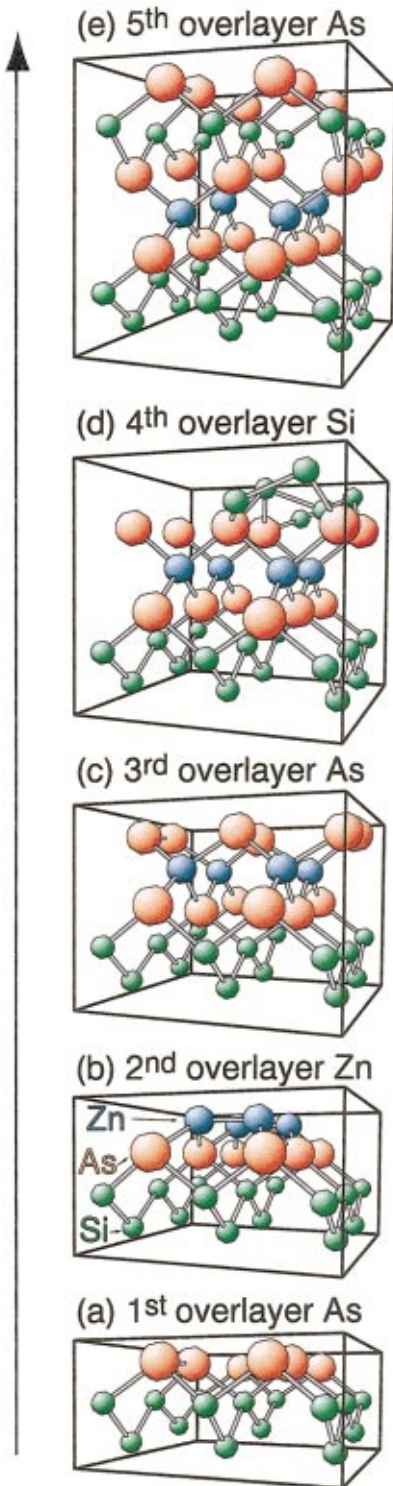 (e) 5th overlayer As
(d) 4th overlayer Si
(c) 3rd overlayer As
(b) 2nd overlayer Zn
Zn
As
Si
(a) 1st overlayer As